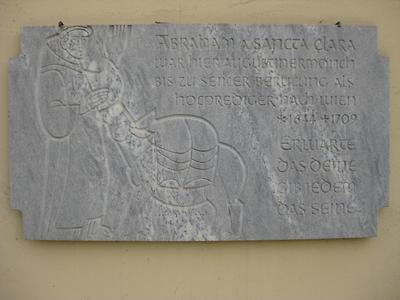 ABRAHAM A SANCTA CLARA
WAR HIER AUGUSTINERMÖNCH
BIS ZU SEINER BERUFUNG ALS
HOFPREDIGER NACH WIEN
*1644 †1709
ERWARTE
DAS DEINE
GIB JEDEM
DAS SEINE